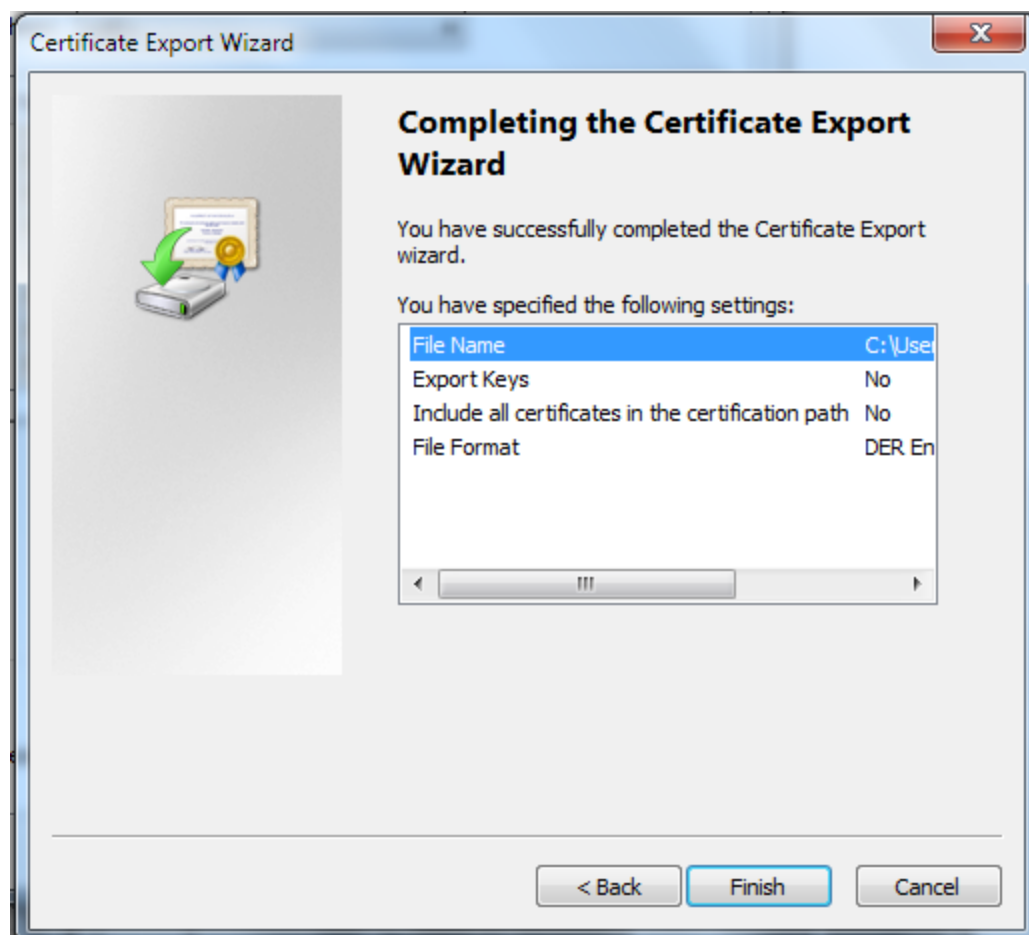 Certificate Export Wizard
Completing the Certificate Export
Wizard
You have successfully completed the Certificate Export
wizard.
You have specified the following settings:
File Name C:\User
Export Keys No
Include all certificates in the certification path No
File Format DER En
< Back Finish Cancel